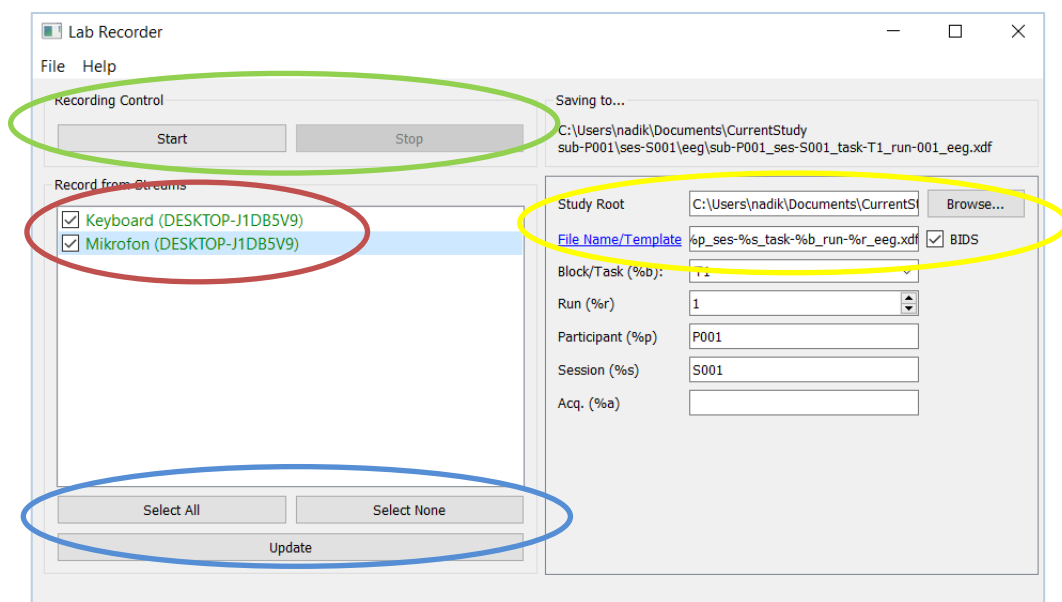 Lab Recorder
File Help
Recording Control
Start Stop
Saving to...
C:\Users\nadik\Documents\CurrentStudy
sub-P001\ses-S001\eeg\sub-P001_ses-S001_task-T1_run-001_eeg.xdf
Record from Streams
Keyboard (DESKTOP-J1DB5V9)
Mikrofon (DESKTOP-J1DB5V9)
Select All Select None
Update
Study Root C:\Users\nadik\Documents\CurrentSt Browse...
File Name/Template %p_ses-%s_task-%b_run-%r_eeg.xdf BIDS
Block/Task (%b): T1
Run (%r) 1
Participant (%p) P001
Session (%s) S001
Acq. (%a)